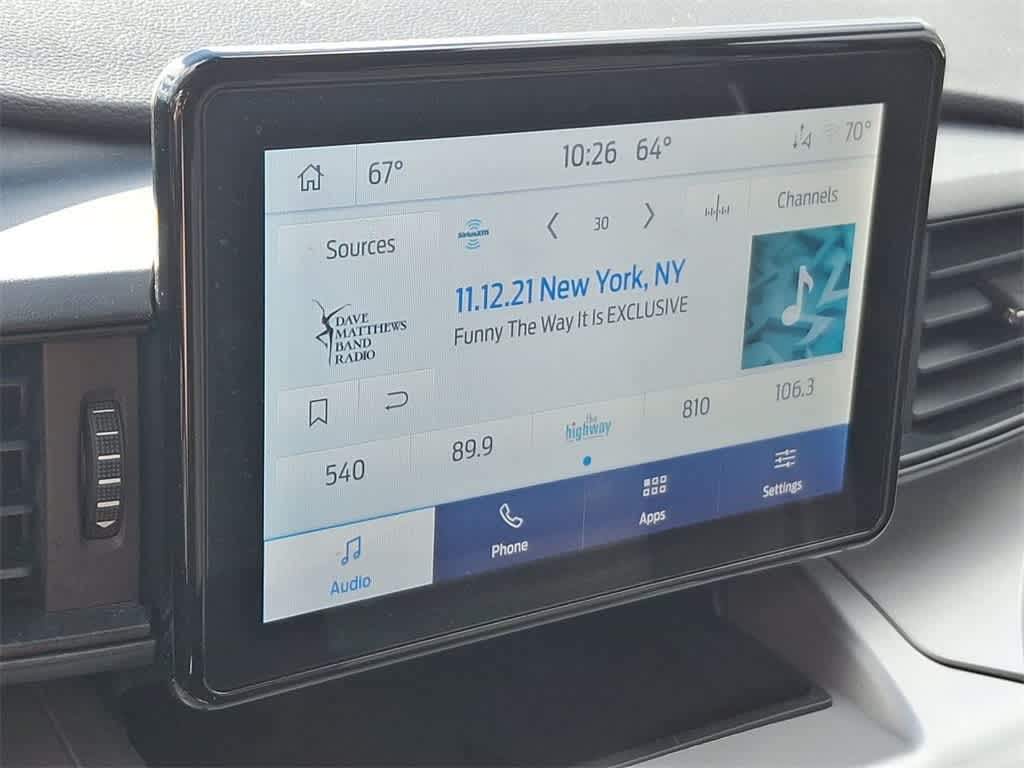 67°
10:26 64°
70°
Sources
SiriusXM
30
Channels
11.12.21 New York, NY
Funny The Way It Is EXCLUSIVE
DAVE
MATTHEWS
BAND
RADIO
540
89.9
the
highway
810
106.3
Audio
Phone
Apps
Settings